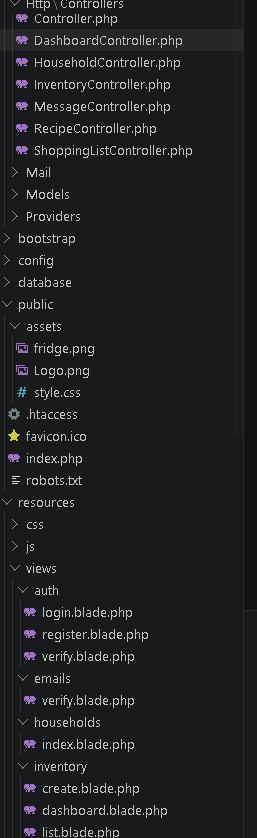 Http\Controllers
Controller.php
DashboardController.php
HouseholdController.php
InventoryController.php
MessageController.php
RecipeController.php
ShoppingListController.php
Mail
Models
Providers
bootstrap
config
database
public
assets
fridge.png
Logo.png
style.css
.htaccess
favicon.ico
index.php
robots.txt
resources
css
js
views
auth
login.blade.php
register.blade.php
verify.blade.php
emails
verify.blade.php
households
index.blade.php
inventory
create.blade.php
dashboard.blade.php
list.blade.php